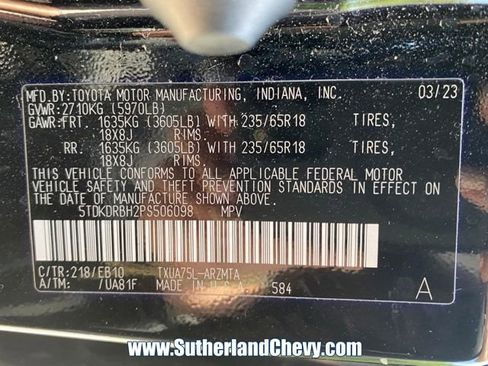 MFD.BY:TOYOTA MOTOR MANUFACTURING, INDIANA, INC. 03/23
GVWR:2710KG (5970LB)
GAWR:FRT. 1635KG (3605LB) WITH:235/65R18 TIRES,
18X8J RIMS.
RR. 1635KG (3605LB) WITH:235/65R18 TIRES,
18X8J RIMS.
THIS VEHICLE CONFORMS TO ALL APPLICABLE FEDERAL MOTOR
VEHICLE SAFETY AND THEFT PREVENTION STANDARDS IN EFFECT ON
THE DATE OF MANUFACTURE SHOWN ABOVE.
5TDKDRBH2PS506098 MPV
C/TR:218/EB10 TXUA75L-ARZMTA
A/TM: /UA81F MADE IN U.S.A. 584 A
www.SutherlandChevy.com